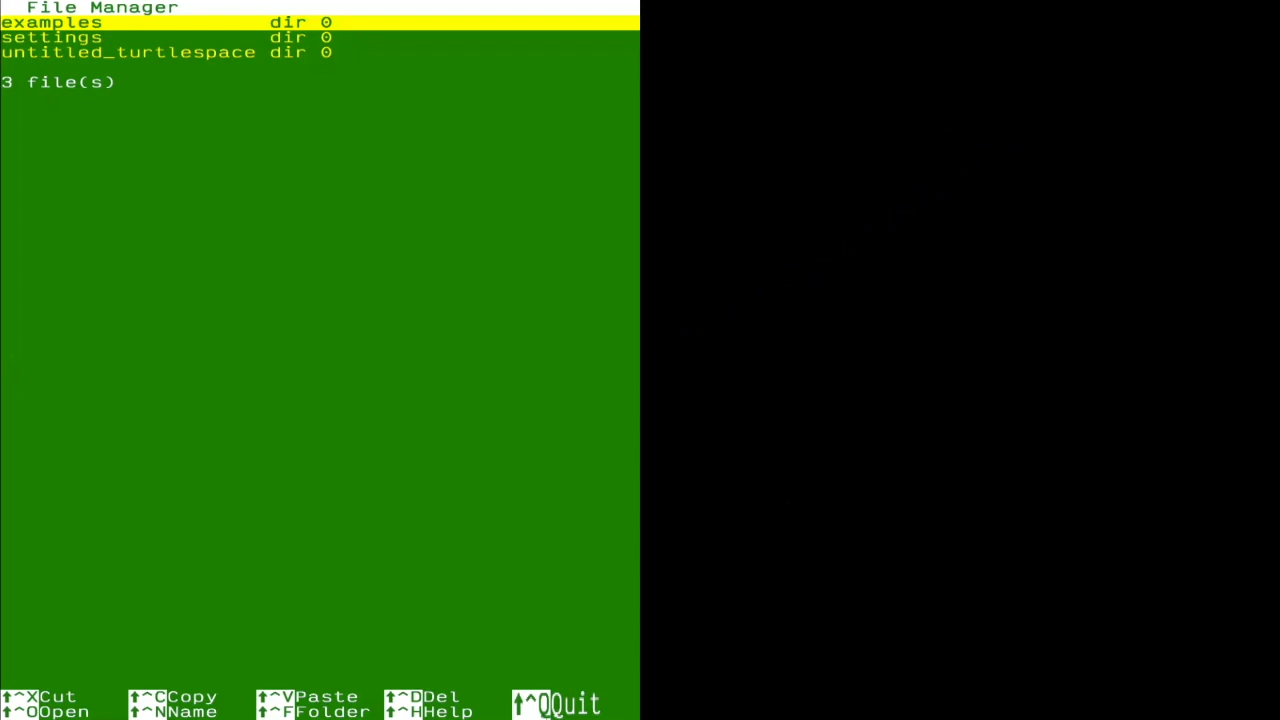 File Manager
examples dir 0
settings dir 0
untitled_turtlespace dir 0
3 file(s)
⬆^XCut ⬆^CCopy ⬆^VPaste ⬆^DDel ⬆^QQuit
⬆^OOpen ⬆^NName ⬆^FFolder ⬆^HHelp